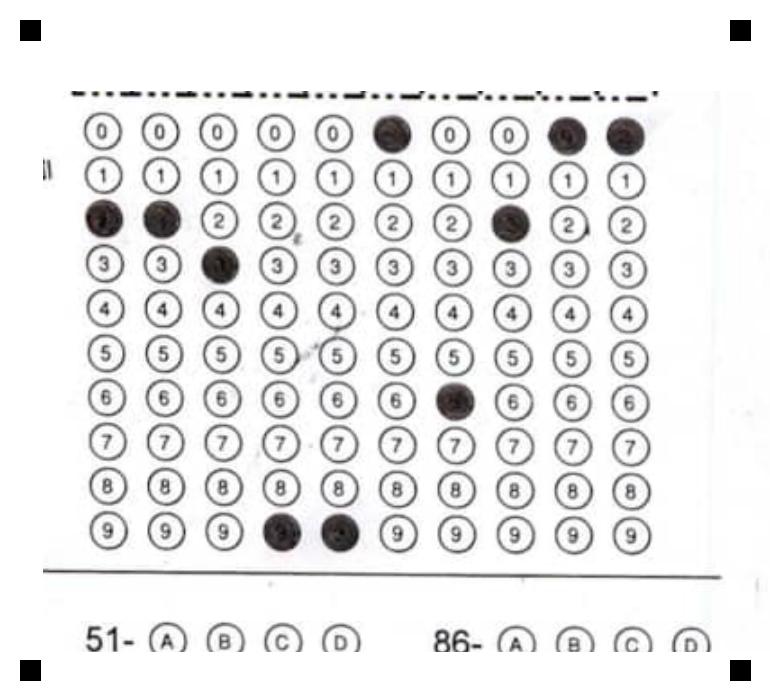 0 0 0 0 0 0 0 0
1 1 1 1 1 1 1 1 1 1
2 2 2 2 2 2 2
3 3 3 3 3 3 3 3 3
4 4 4 4 4 4 4 4 4 4
5 5 5 5 5 5 5 5 5 5
6 6 6 6 6 6 6 6 6
7 7 7 7 7 7 7 7 7 7
8 8 8 8 8 8 8 8 8 8
9 9 9 9 9 9 9 9 9
51- A B C D 86- A B C D